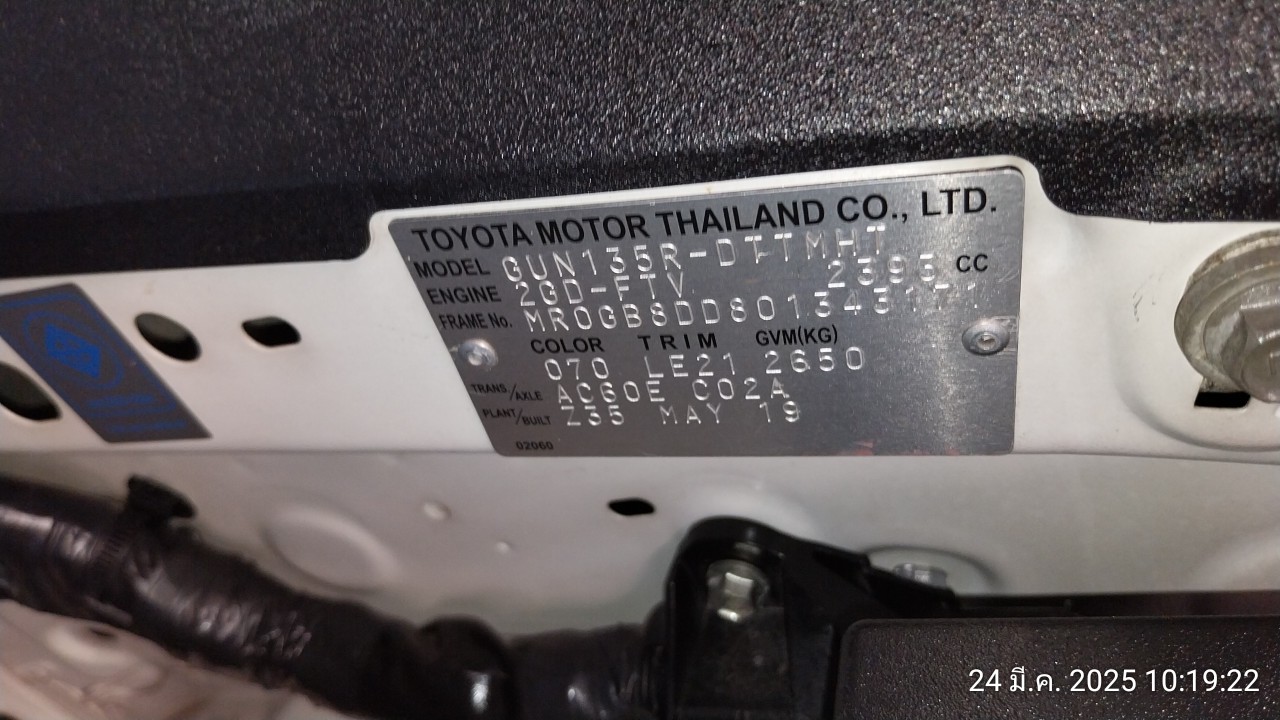 TOYOTA MOTOR THAILAND CO., LTD.
MODEL GUN135R-DTTMHT
ENGINE 2GD-FTV 2393 CC
FRAME No.
COLOR TRIM GVM(KG)
070 LE21 2650
TRANS./AXLE AC60E C02A
PLANT/BUILT Z35 MAY 19
02060
24 มี.ค. 2025 10:19:22